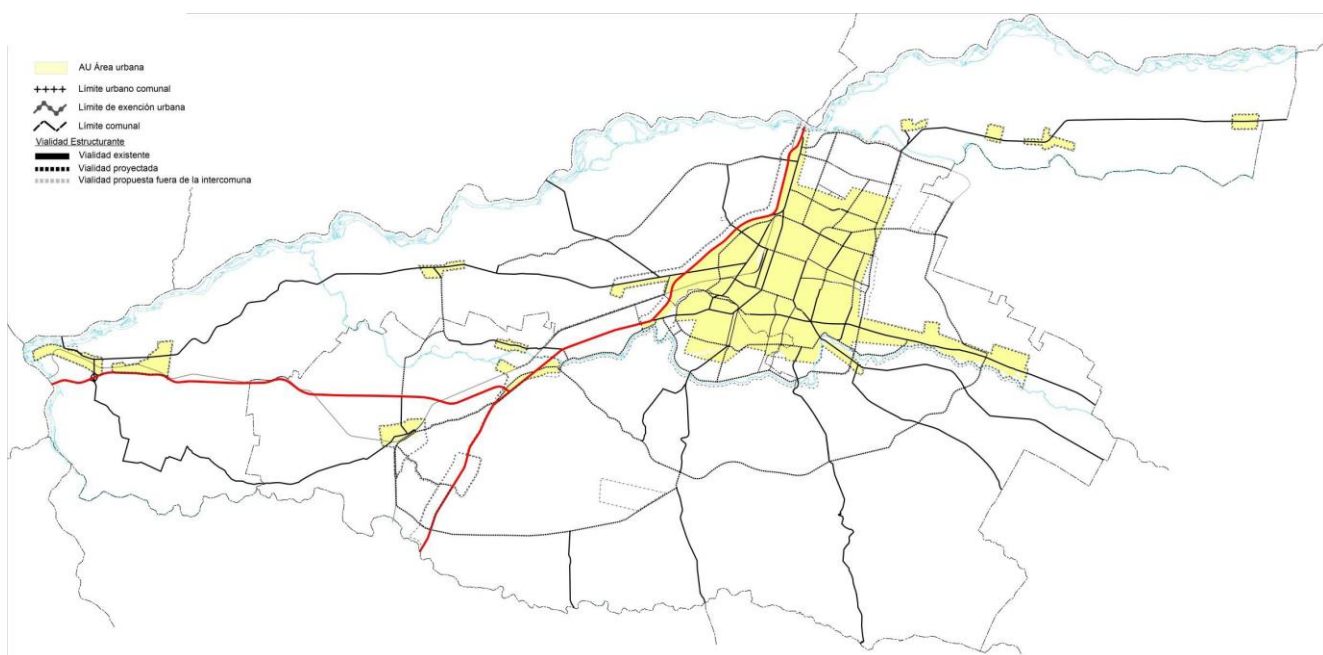 AU Área urbana
Límite urbano comunal
Límite de exención urbana
Límite comunal
Vialidad Estructurante
Vialidad existente
Vialidad proyectada
Vialidad propuesta fuera de la intercomuna